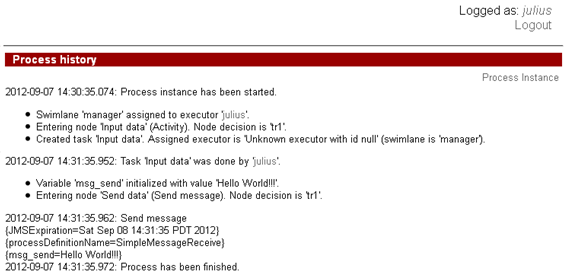 Logged as: julius
Logout
Process history
Process Instance
2012-09-07 14:30:35.074: Process instance has been started.
• Swimlane 'manager' assigned to executor 'julius'.
• Entering node 'Input data' (Activity). Node decision is 'tr1'.
• Created task 'Input data'. Assigned executor is 'Unknown executor with id null' (swimlane is 'manager').
2012-09-07 14:31:35.952: Task 'Input data' was done by 'julius'.
• Variable 'msg_send' initialized with value 'Hello World!!!'.
• Entering node 'Send data' (Send message). Node decision is 'tr1'.
2012-09-07 14:31:35.962: Send message
{JMSExpiration=Sat Sep 08 14:31:35 PDT 2012}
{processDefinitionName=SimpleMessageReceive}
{msg_send=Hello World!!!}
2012-09-07 14:31:35.972: Process has been finished.